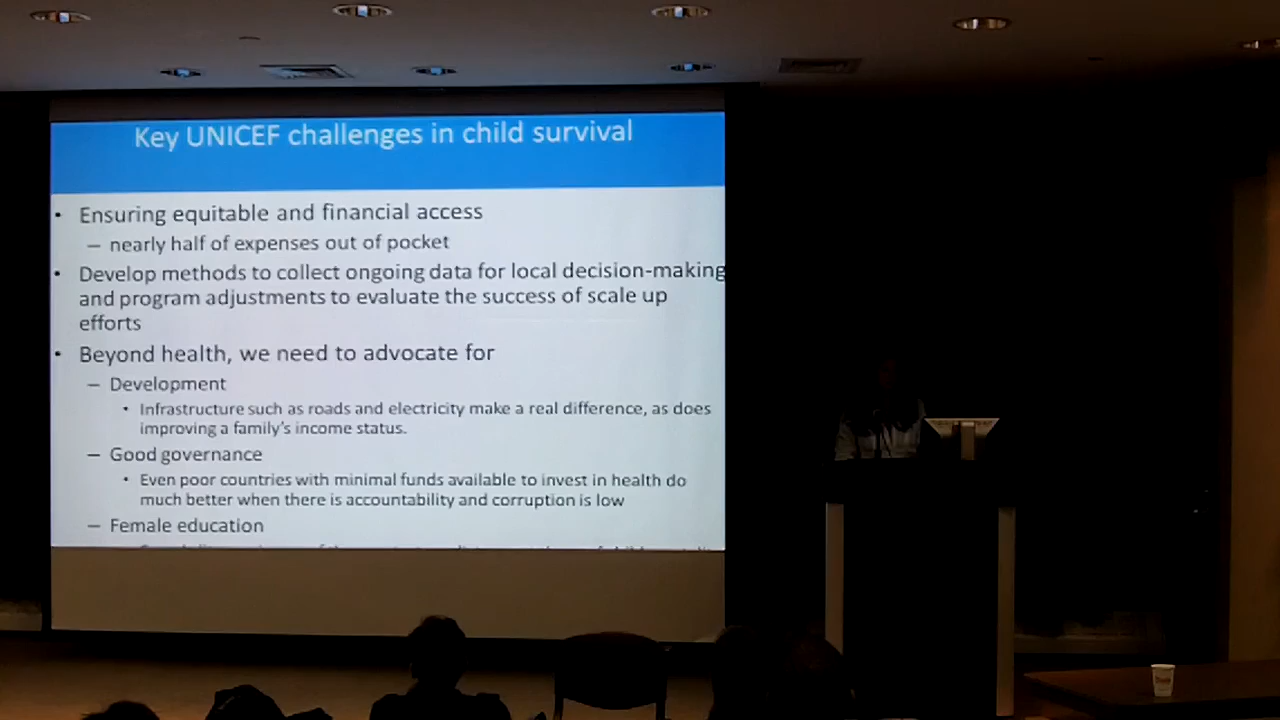 Key UNICEF challenges in child survival
• Ensuring equitable and financial access
– nearly half of expenses out of pocket
• Develop methods to collect ongoing data for local decision-making
and program adjustments to evaluate the success of scale up
efforts
• Beyond health, we need to advocate for
– Development
• Infrastructure such as roads and electricity make a real difference, as does
improving a family's income status.
– Good governance
• Even poor countries with minimal funds available to invest in health do
much better when there is accountability and corruption is low
– Female education